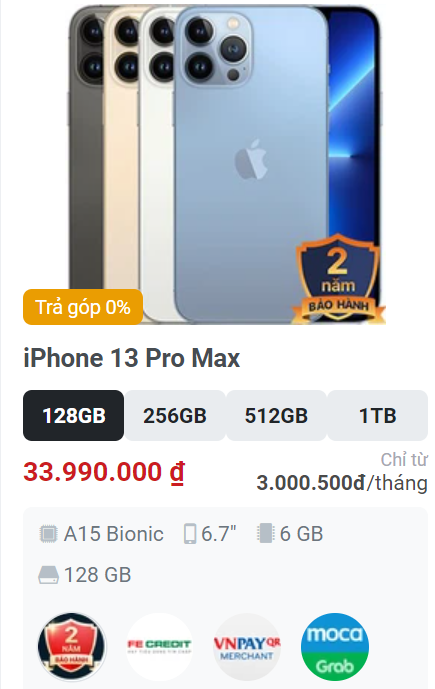 2
năm
BẢO HÀNH
Trả góp 0%
iPhone 13 Pro Max
128GB 256GB 512GB 1TB
Chỉ từ
33.990.000 ₫
3.000.500đ/tháng
A15 Bionic 6.7" 6 GB
128 GB
2
NĂM
BẢO HÀNH
FE CREDIT
VNPAY QR
MERCHANT
moca
Grab